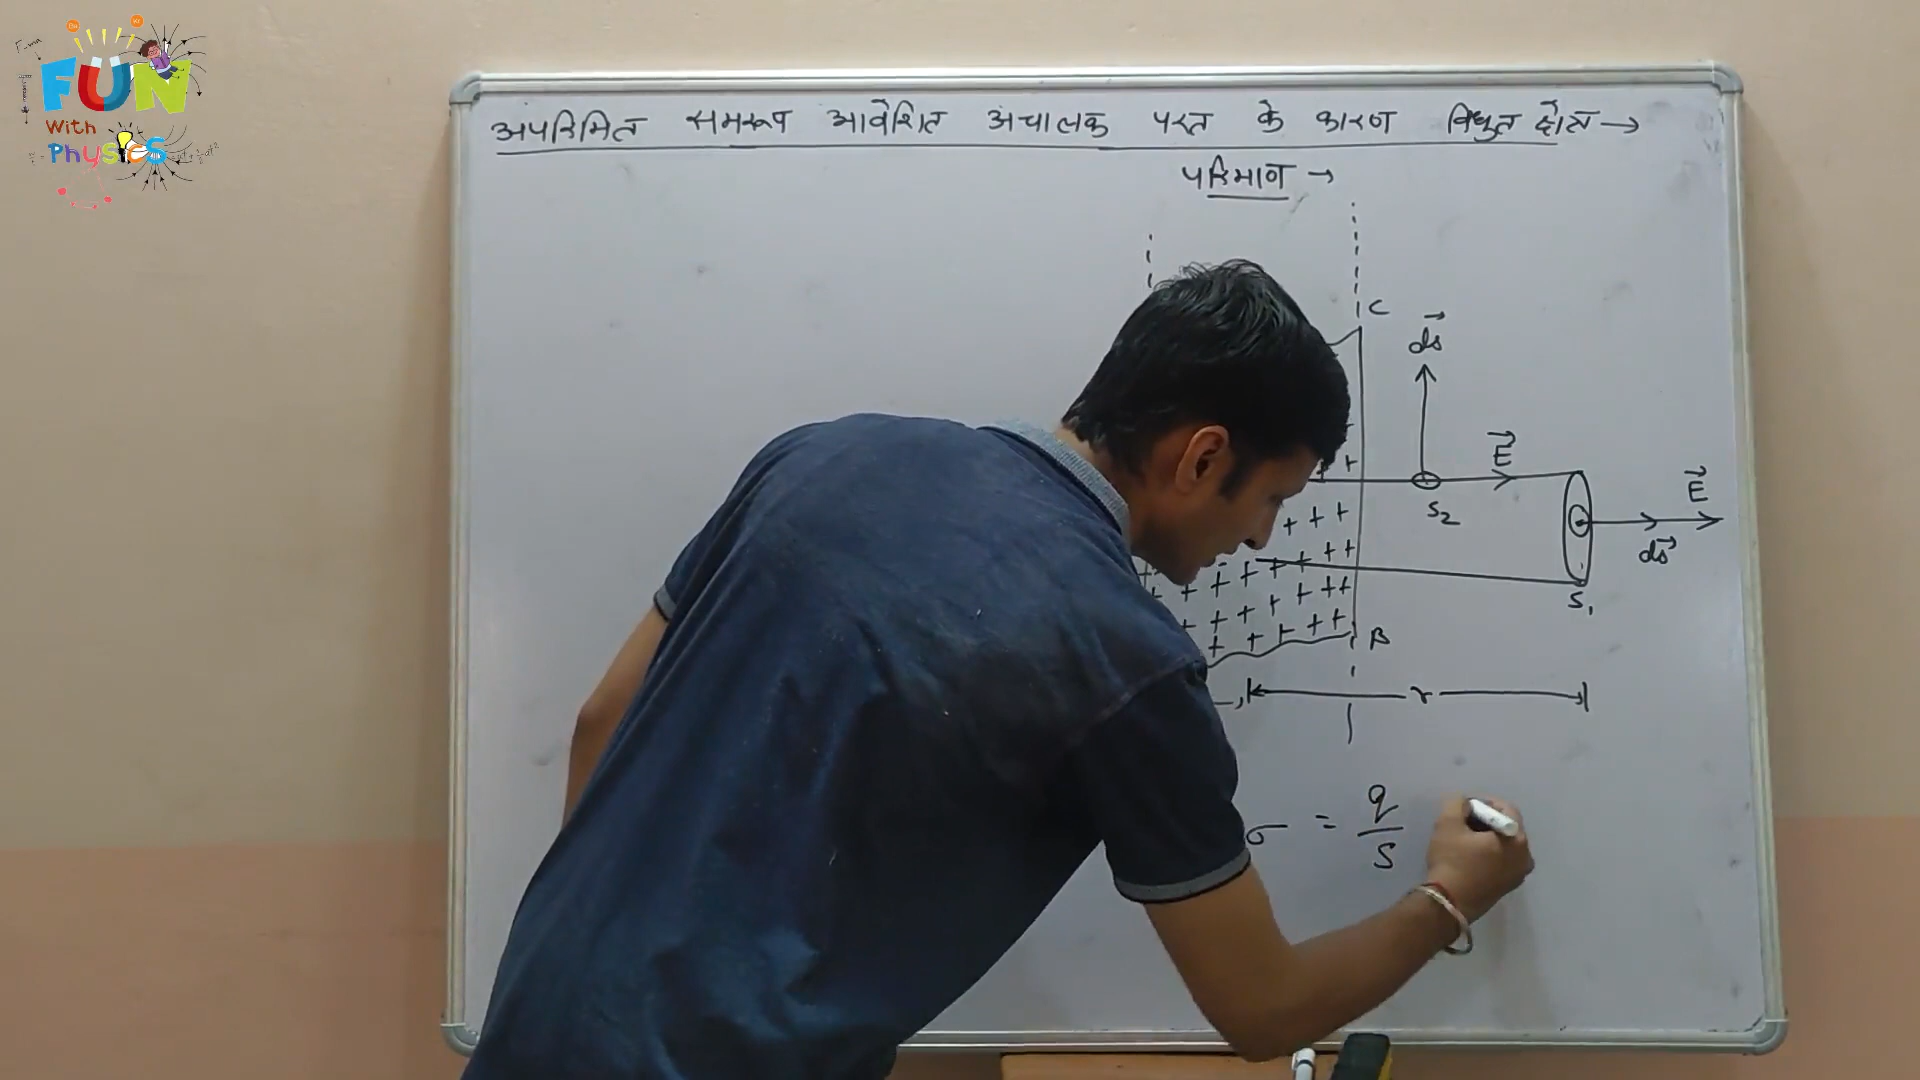 FUN
With
Physics
अपरिमित समरूप आवेशित अचालक परत के कारण विद्युत क्षेत्र →
परिमाण →
C
ds
E
E
S2
ds
S1
B
r
σ = q/s